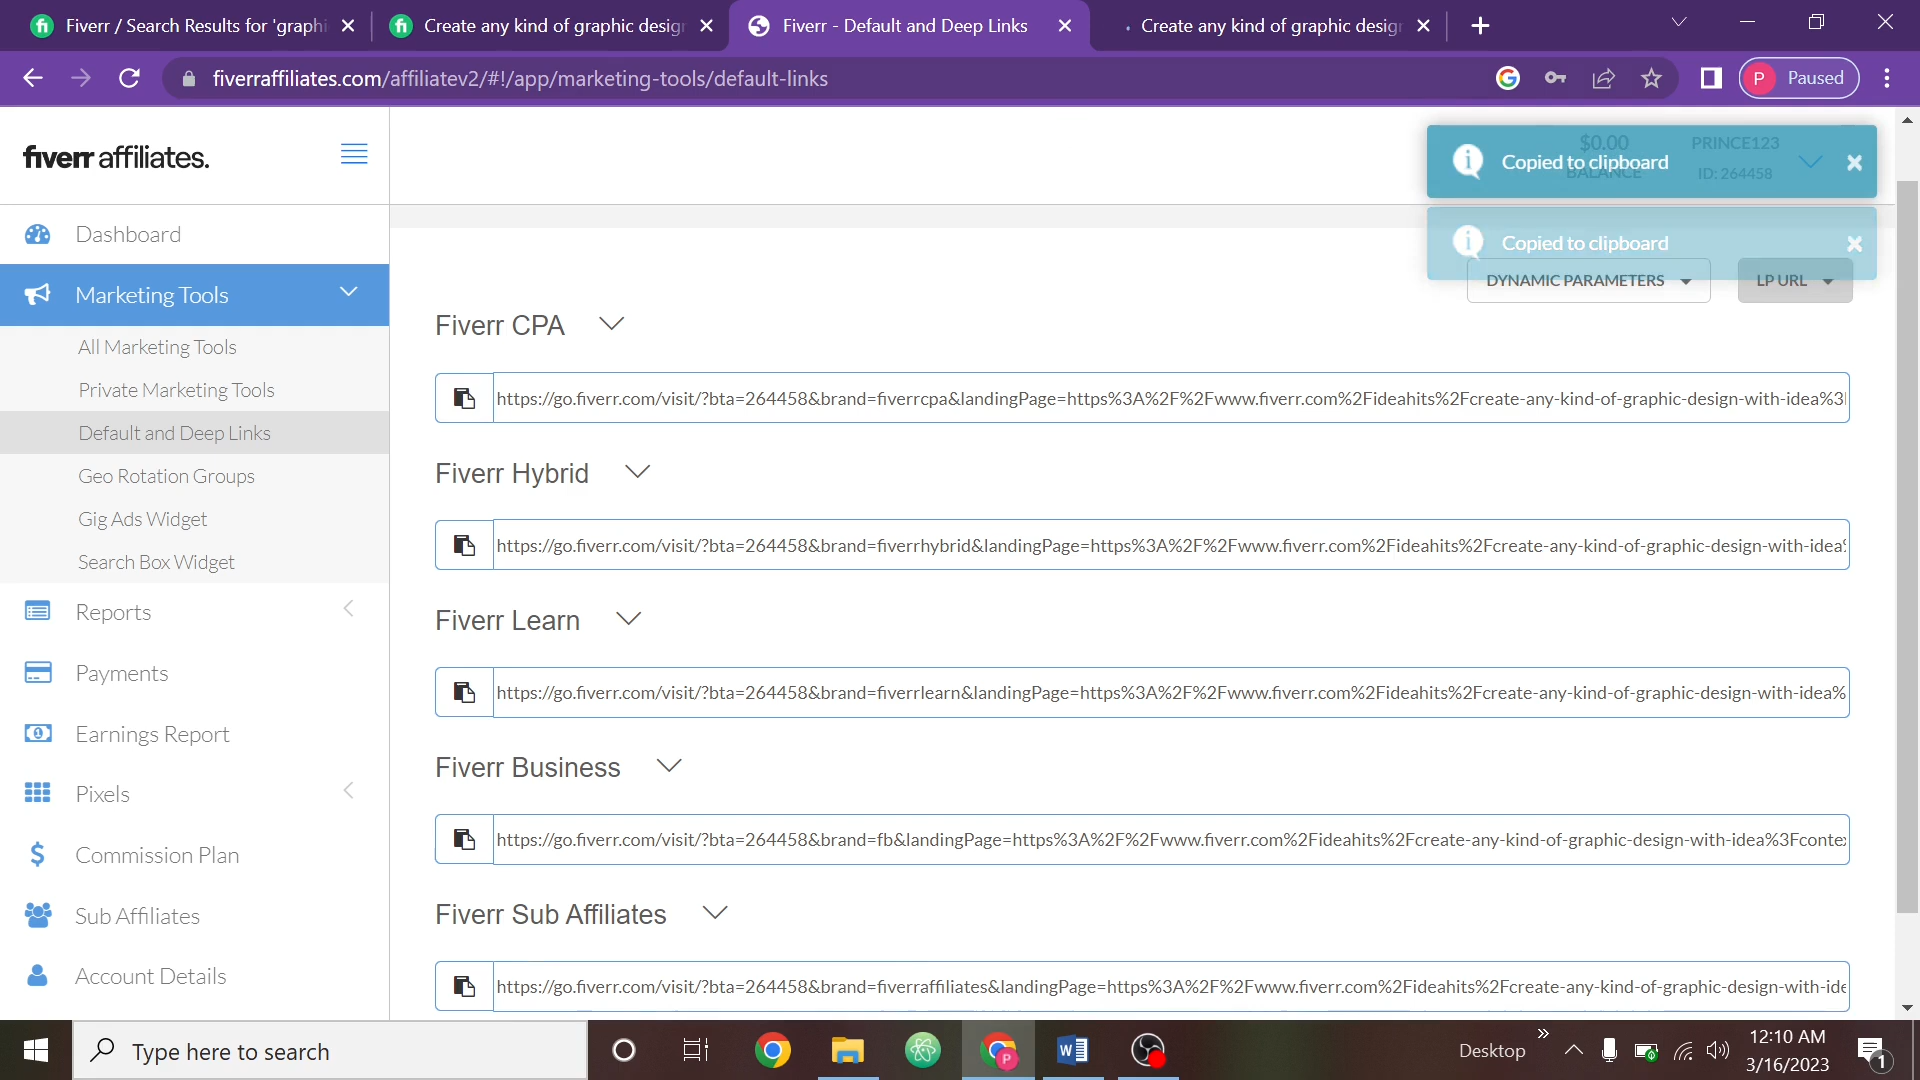 Fiverr / Search Results for 'graphi
Create any kind of graphic design
Fiverr - Default and Deep Links
Create any kind of graphic design
fiverraffiliates.com/affiliatev2/#!/app/marketing-tools/default-links
P Paused
fiverr affiliates.
$0.00
BALANCE
PRINCE123
ID: 264458
Copied to clipboard
Copied to clipboard
DYNAMIC PARAMETERS
LP URL
Dashboard
Marketing Tools
All Marketing Tools
Private Marketing Tools
Default and Deep Links
Geo Rotation Groups
Gig Ads Widget
Search Box Widget
Reports
Payments
Earnings Report
Pixels
Commission Plan
Sub Affiliates
Account Details
Fiverr CPA
https://go.fiverr.com/visit/?bta=264458&brand=fiverrcpa&landingPage=https%3A%2F%2Fwww.fiverr.com%2Fideahits%2Fcreate-any-kind-of-graphic-design-with-idea%3
Fiverr Hybrid
https://go.fiverr.com/visit/?bta=264458&brand=fiverrhybrid&landingPage=https%3A%2F%2Fwww.fiverr.com%2Fideahits%2Fcreate-any-kind-of-graphic-design-with-idea
Fiverr Learn
https://go.fiverr.com/visit/?bta=264458&brand=fiverrlearn&landingPage=https%3A%2F%2Fwww.fiverr.com%2Fideahits%2Fcreate-any-kind-of-graphic-design-with-idea%
Fiverr Business
https://go.fiverr.com/visit/?bta=264458&brand=fb&landingPage=https%3A%2F%2Fwww.fiverr.com%2Fideahits%2Fcreate-any-kind-of-graphic-design-with-idea%3Fconte
Fiverr Sub Affiliates
https://go.fiverr.com/visit/?bta=264458&brand=fiverraffiliates&landingPage=https%3A%2F%2Fwww.fiverr.com%2Fideahits%2Fcreate-any-kind-of-graphic-design-with-ide
Type here to search
Desktop
12:10 AM
3/16/2023
1